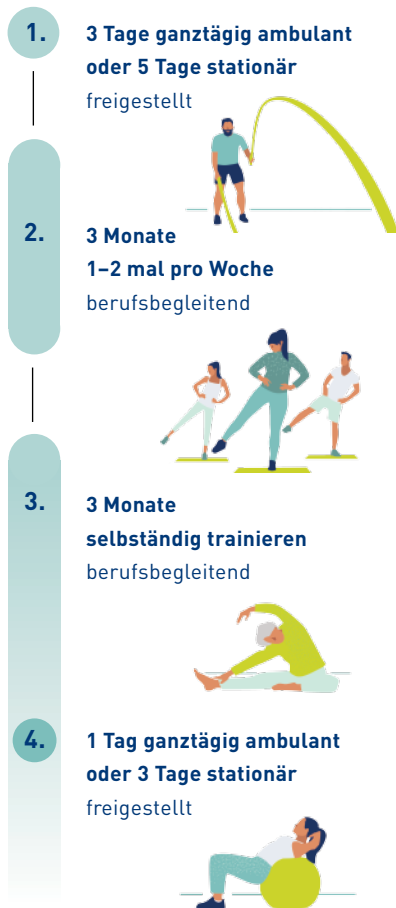 1.
3 Tage ganztägig ambulant
oder 5 Tage stationär
freigestellt
2.
3 Monate
1–2 mal pro Woche
berufsbegleitend
3.
3 Monate
selbständig trainieren
berufsbegleitend
4.
1 Tag ganztägig ambulant
oder 3 Tage stationär
freigestellt